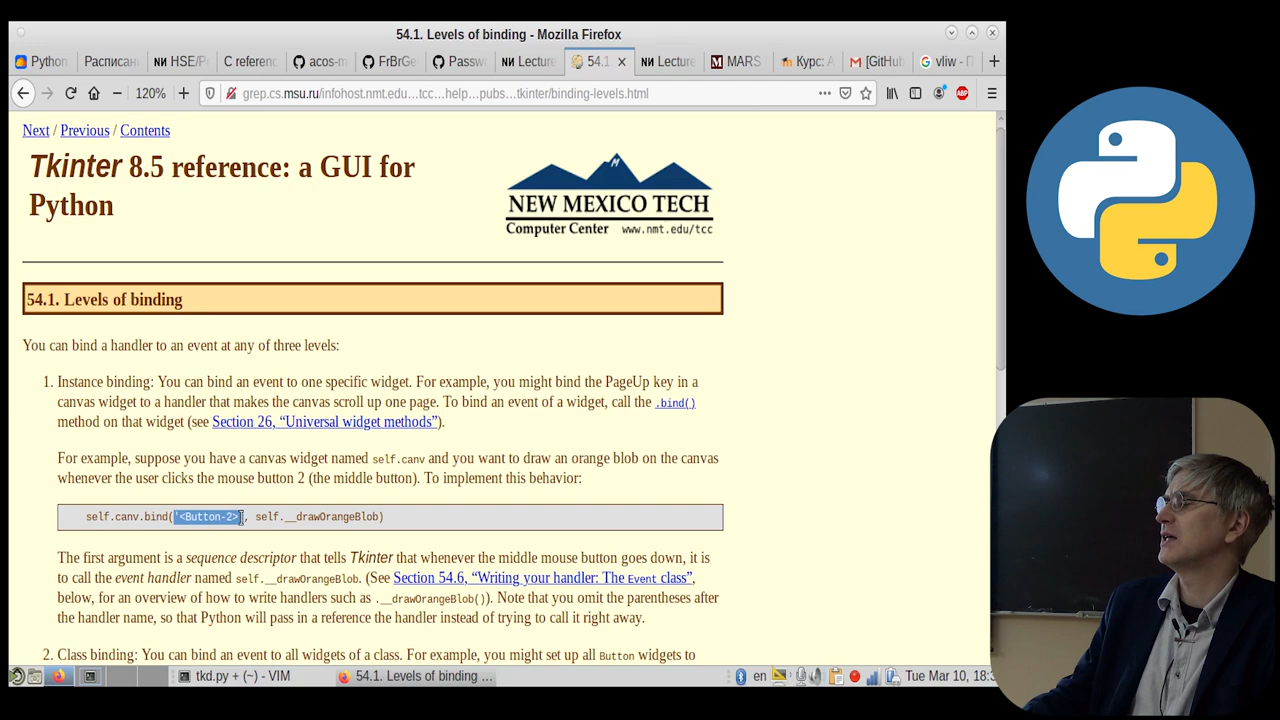 54.1. Levels of binding - Mozilla Firefox
Python
Расписан
ΝИ HSE/P
C referenc
acos-m
FrBrGe
Passwo
ΝИ Lecture
54.1
ΝИ Lecture
MARS
Курс: А
[GitHub
vliw - П
120%
grep.cs.msu.ru/infohost.nmt.edu…tcc…help…pubs…tkinter/binding-levels.html
ABP
Next / Previous / Contents
Tkinter 8.5 reference: a GUI for
Python
NEW MEXICO TECH
Computer Center www.nmt.edu/tcc
54.1. Levels of binding
You can bind a handler to an event at any of three levels:
1. Instance binding: You can bind an event to one specific widget. For example, you might bind the PageUp key in a
canvas widget to a handler that makes the canvas scroll up one page. To bind an event of a widget, call the .bind()
method on that widget (see Section 26, “Universal widget methods”).
For example, suppose you have a canvas widget named self.canv and you want to draw an orange blob on the canvas
whenever the user clicks the mouse button 2 (the middle button). To implement this behavior:
self.canv.bind('<Button-2>', self.__drawOrangeBlob)
The first argument is a sequence descriptor that tells Tkinter that whenever the middle mouse button goes down, it is
to call the event handler named self.__drawOrangeBlob. (See Section 54.6, “Writing your handler: The Event class”,
below, for an overview of how to write handlers such as .__drawOrangeBlob()). Note that you omit the parentheses after
the handler name, so that Python will pass in a reference the handler instead of trying to call it right away.
2. Class binding: You can bind an event to all widgets of a class. For example, you might set up all Button widgets to
tkd.py + (~) - VIM
54.1. Levels of binding ...
en
Tue Mar 10, 18:3